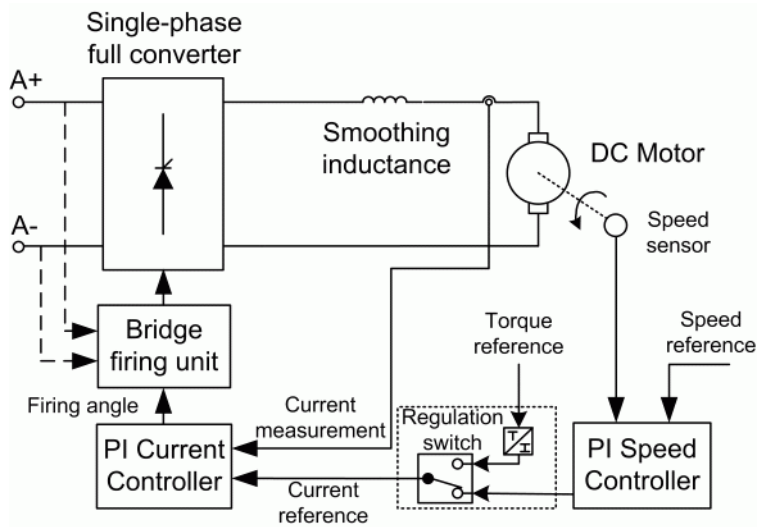 Single-phase
full converter
A+
Smoothing
inductance
DC Motor
A-
Speed
sensor
Bridge
firing unit
Torque
reference
Speed
reference
Firing angle
Current
measurement
Regulation
switch
T
I
PI Current
Controller
PI Speed
Controller
Current
reference